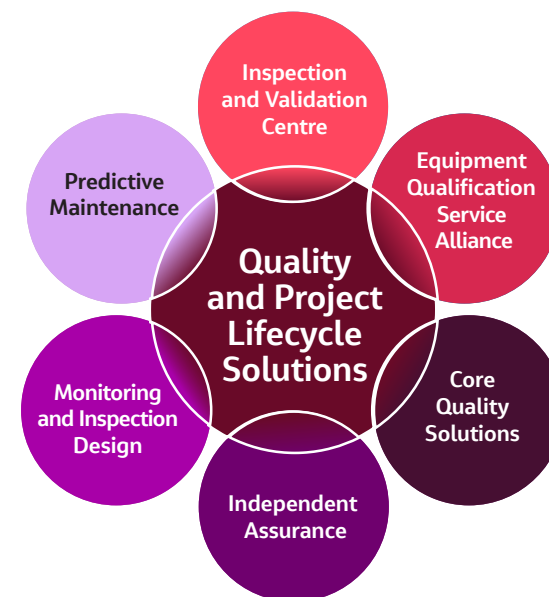 Inspection
and Validation
Centre
Equipment
Qualification
Service
Alliance
Predictive
Maintenance
Quality
and Project
Lifecycle
Solutions
Core
Quality
Solutions
Monitoring
and Inspection
Design
Independent
Assurance